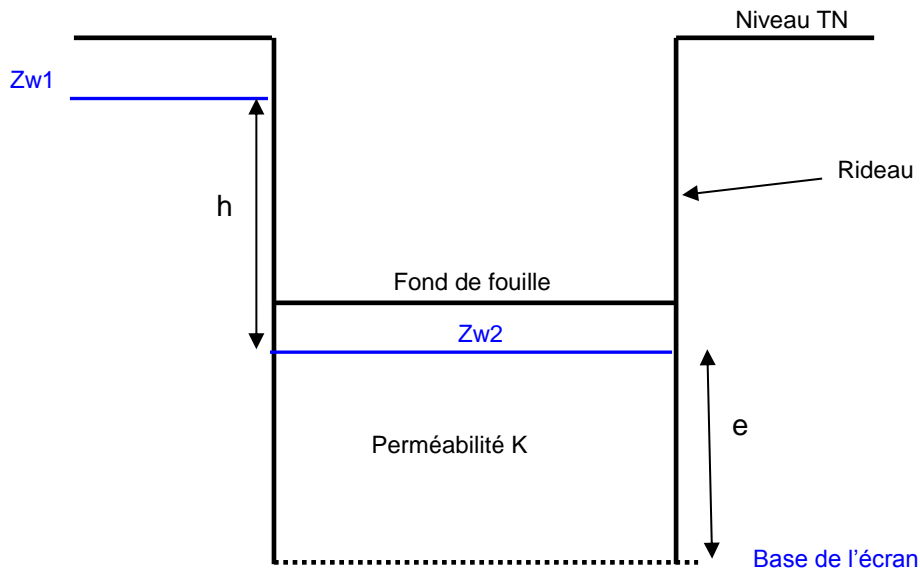 Niveau TN
Zw1
Rideau
h
Fond de fouille
Zw2
e
Perméabilité K
Base de l'écran